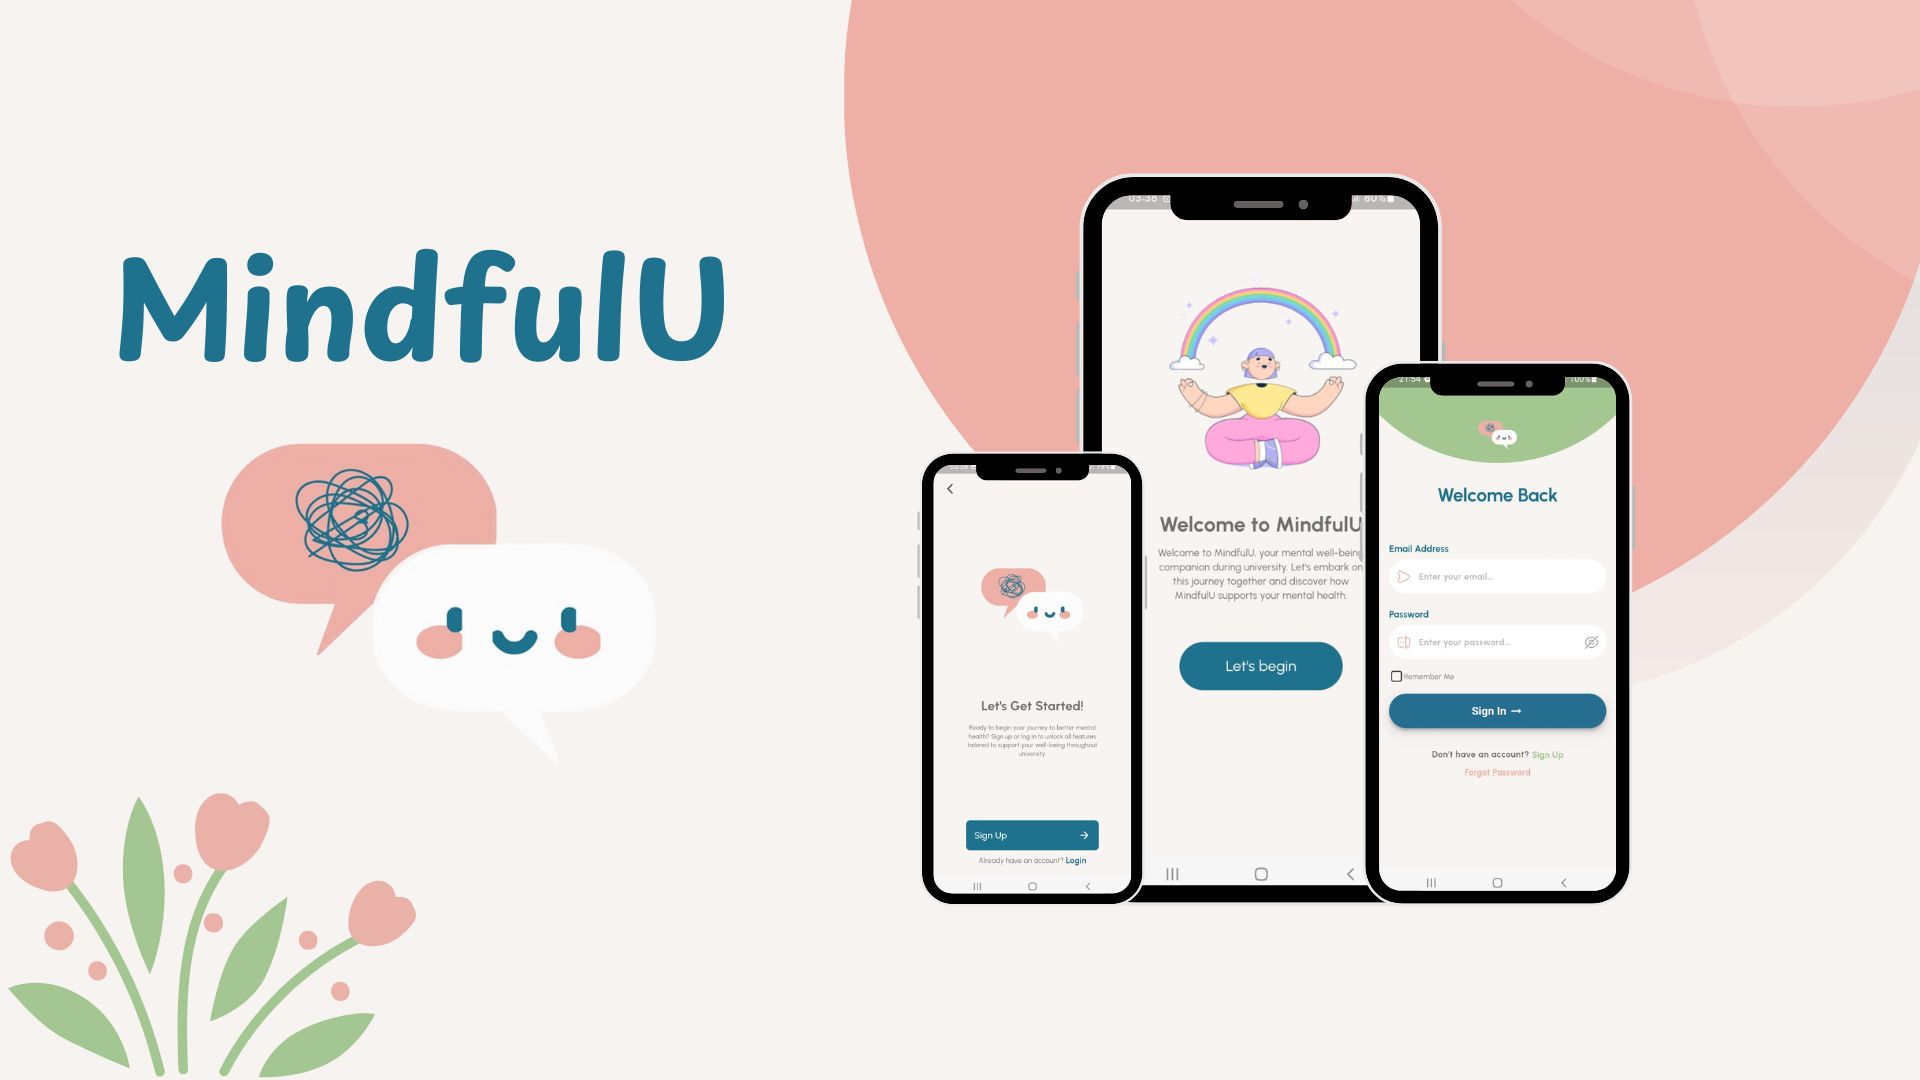 MindfulU
03:38
80%
Welcome to MindfulU
Welcome to MindfulU, your mental well-being
companion during university. Let's embark on
this journey together and discover how
MindfulU supports your mental health.
Let's begin
03:38
79%
Let's Get Started!
Ready to begin your journey to better mental
health? Sign up or log in to unlock all features
tailored to support your well-being throughout
university
Sign Up
Already have an account? Login
21:54
100%
Welcome Back
Email Address
Enter your email...
Password
Enter your password...
Remember Me
Sign In
Don't have an account? Sign Up
Forgot Password